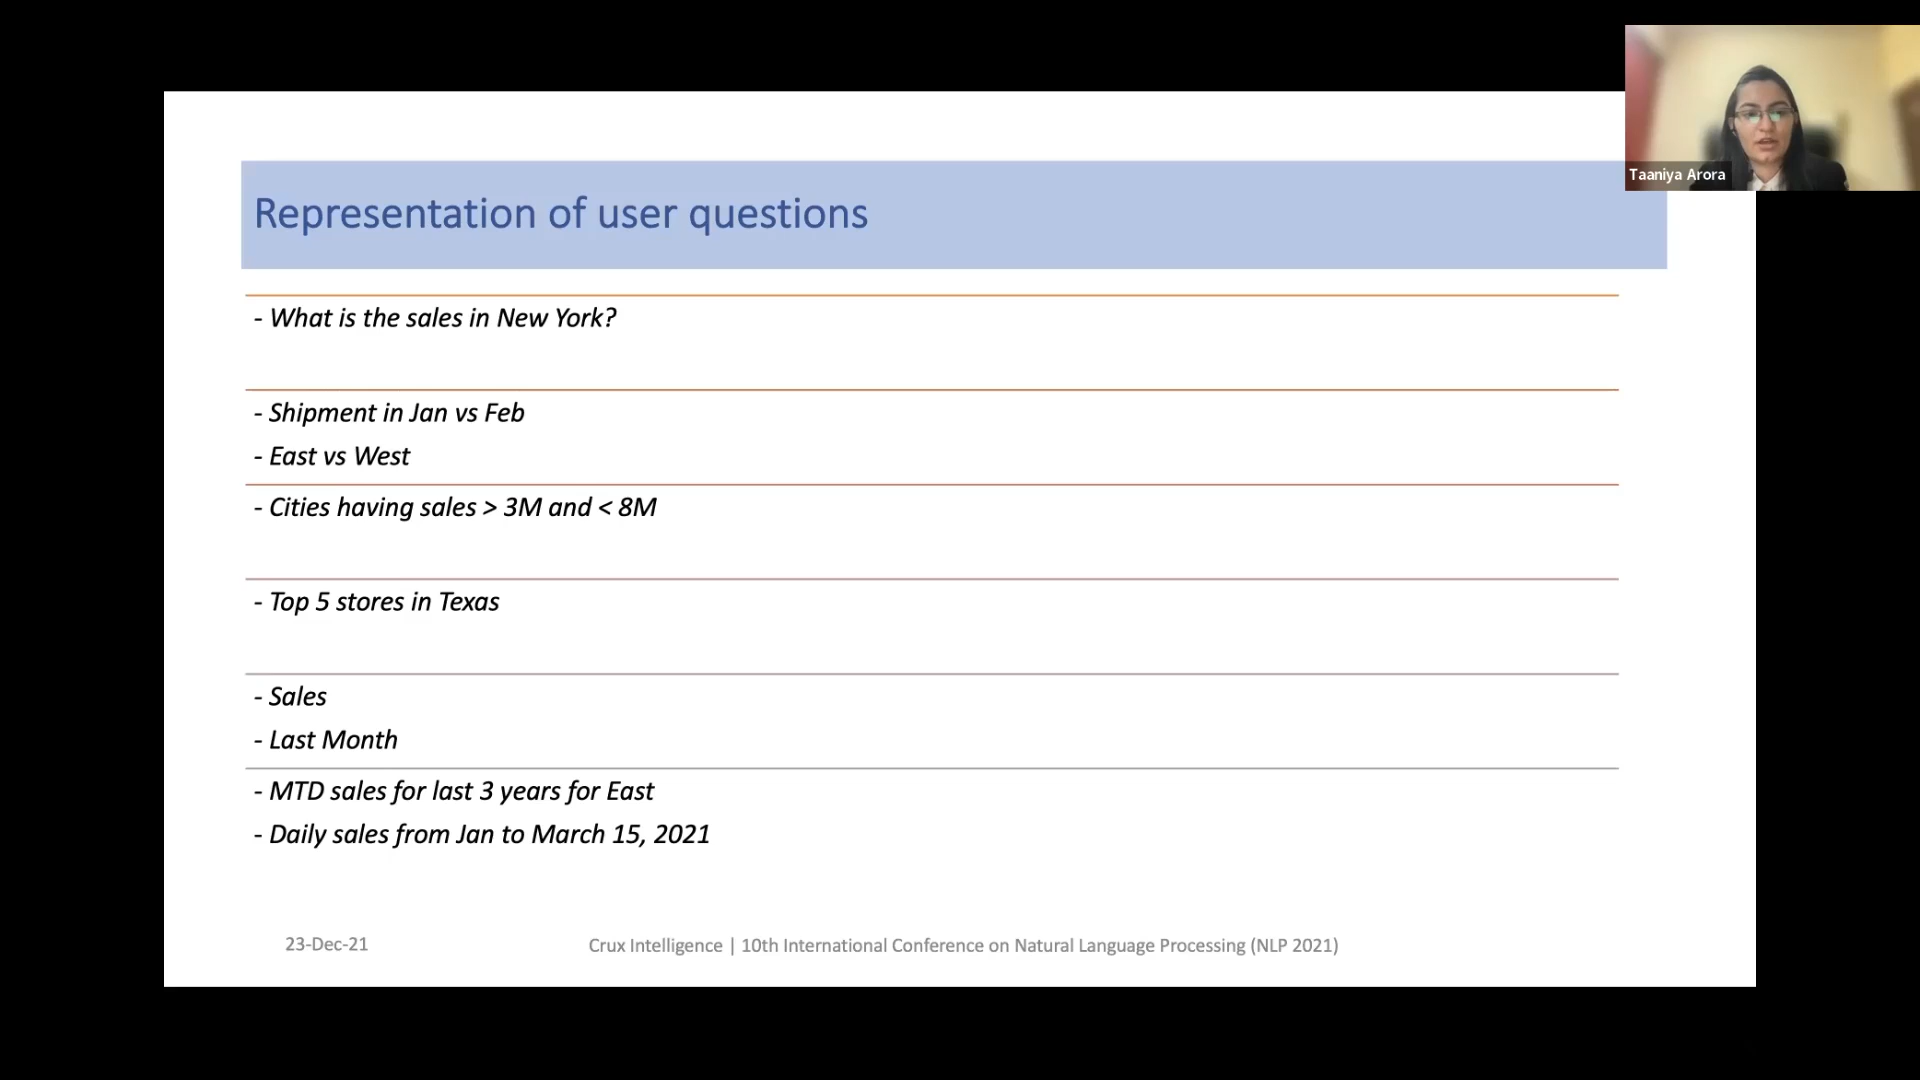 Taaniya Arora
Representation of user questions
- What is the sales in New York?
- Shipment in Jan vs Feb
- East vs West
- Cities having sales > 3M and < 8M
- Top 5 stores in Texas
- Sales
- Last Month
- MTD sales for last 3 years for East
- Daily sales from Jan to March 15, 2021
23-Dec-21
Crux Intelligence | 10th International Conference on Natural Language Processing (NLP 2021)